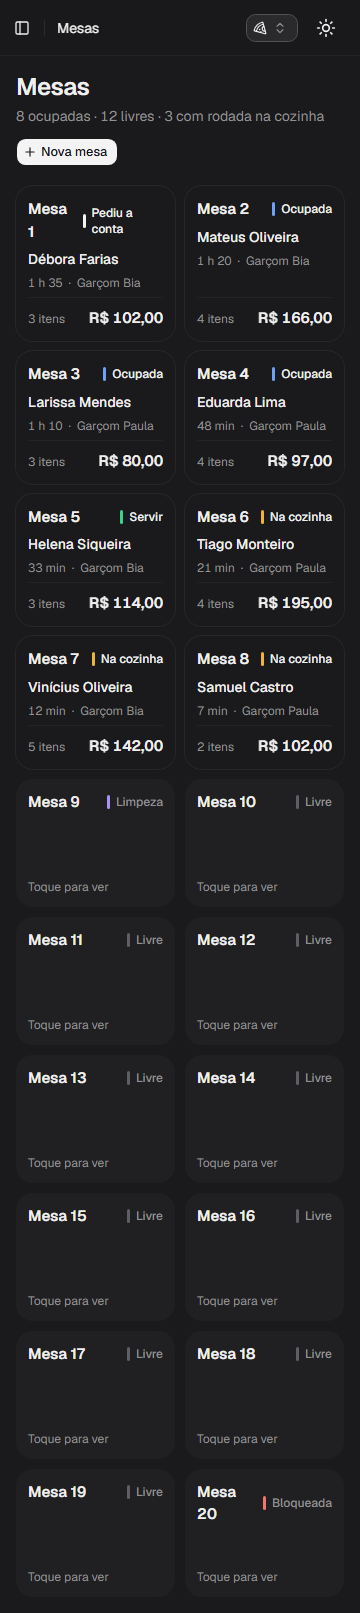 Mesas
Mesas
8 ocupadas · 12 livres · 3 com rodada na cozinha
+ Nova mesa
Mesa 1
Pediu a conta
Débora Farias
1 h 35 · Garçom Bia
3 itens R$ 102,00
Mesa 2 Ocupada
Mateus Oliveira
1 h 20 · Garçom Bia
4 itens R$ 166,00
Mesa 3 Ocupada
Larissa Mendes
1 h 10 · Garçom Paula
3 itens R$ 80,00
Mesa 4 Ocupada
Eduarda Lima
48 min · Garçom Paula
4 itens R$ 97,00
Mesa 5 Servir
Helena Siqueira
33 min · Garçom Bia
3 itens R$ 114,00
Mesa 6 Na cozinha
Tiago Monteiro
21 min · Garçom Paula
4 itens R$ 195,00
Mesa 7 Na cozinha
Vinícius Oliveira
12 min · Garçom Bia
5 itens R$ 142,00
Mesa 8 Na cozinha
Samuel Castro
7 min · Garçom Paula
2 itens R$ 102,00
Mesa 9 Limpeza
Toque para ver
Mesa 10 Livre
Toque para ver
Mesa 11 Livre
Toque para ver
Mesa 12 Livre
Toque para ver
Mesa 13 Livre
Toque para ver
Mesa 14 Livre
Toque para ver
Mesa 15 Livre
Toque para ver
Mesa 16 Livre
Toque para ver
Mesa 17 Livre
Toque para ver
Mesa 18 Livre
Toque para ver
Mesa 19 Livre
Toque para ver
Mesa 20
Bloqueada
Toque para ver